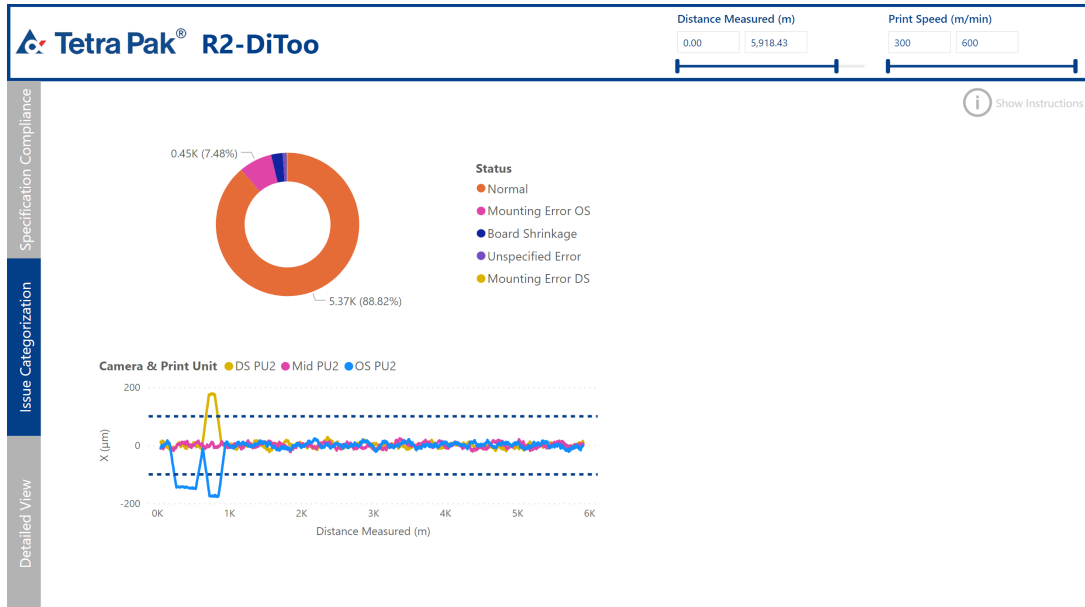 Tetra Pak® R2-DiToo
Distance Measured (m)
0.00 5,918.43
Print Speed (m/min)
300 600
Show Instructions
Specification Compliance
Issue Categorization
Detailed View
0.45K (7.48%)
5.37K (88.82%)
Status
Normal
Mounting Error OS
Board Shrinkage
Unspecified Error
Mounting Error DS
Camera & Print Unit DS PU2 Mid PU2 OS PU2
X (μm)
200
0
-200
0K 1K 2K 3K 4K 5K 6K
Distance Measured (m)